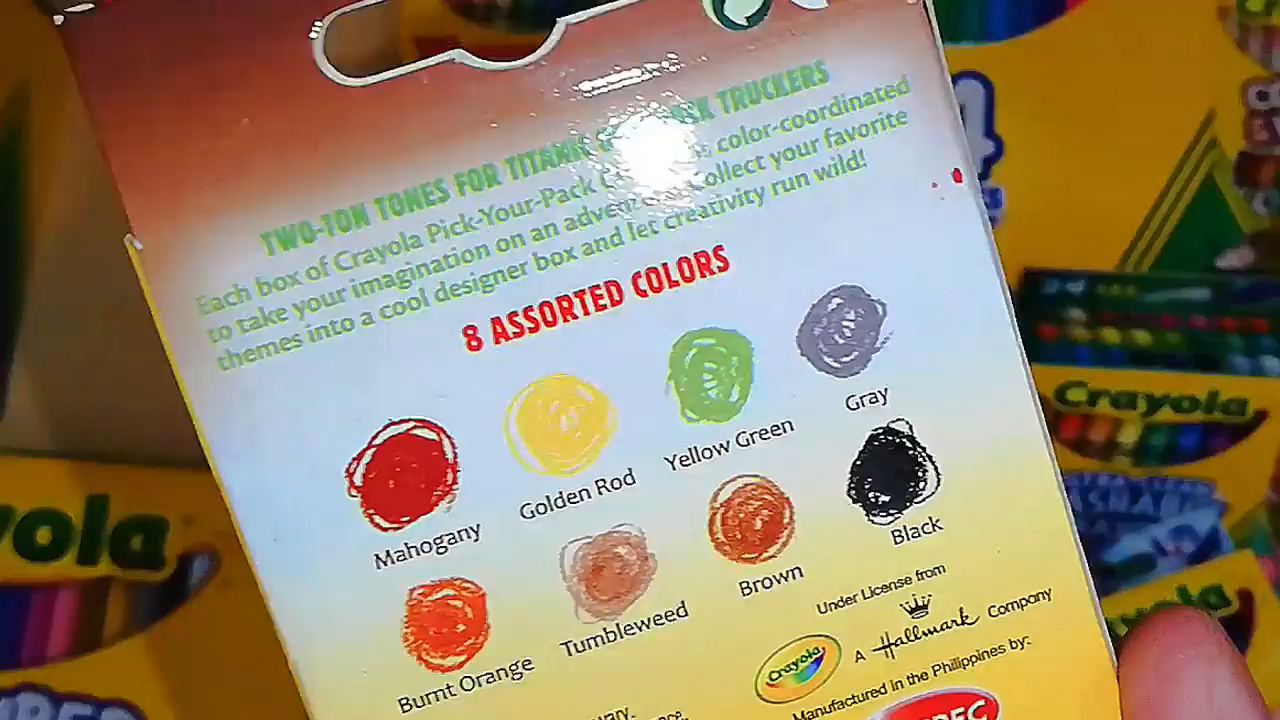 TWO-TON TONES FOR TITANIC TRUCKERS
Each box of Crayola Pick-Your-Pack color-coordinated
to take your imagination on an collect your favorite
themes into a cool designer box and let creativity run wild!
8 ASSORTED COLORS
Mahogany
Golden Rod
Yellow Green
Gray
Burnt Orange
Tumbleweed
Brown
Black
Under License from
Crayola
A Hallmark Company
Manufactured in the Philippines by:
Crayola
Crayola